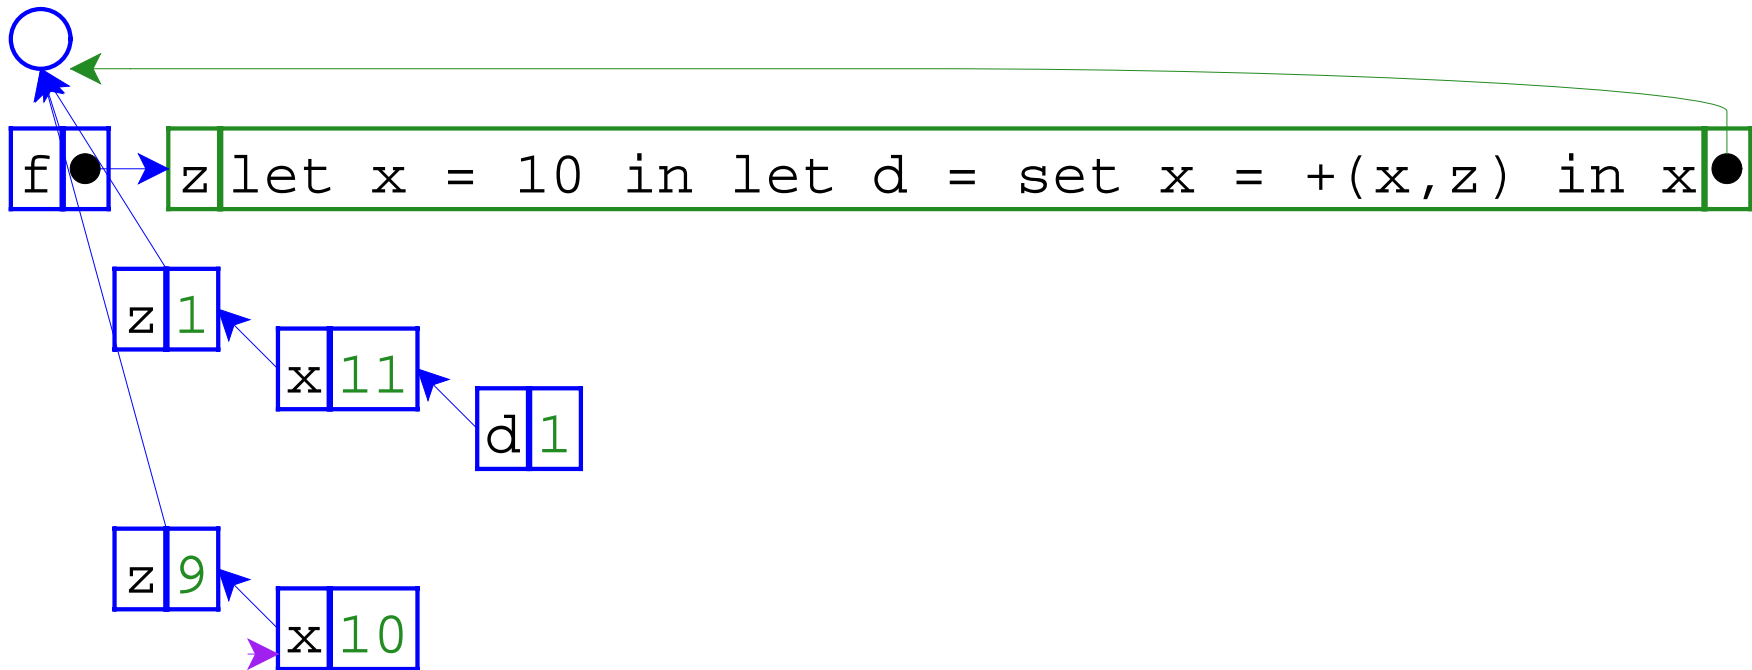 f z let x = 10 in let d = set x = +(x,z) in x
z 1
x 11
d 1
z 9
x 10